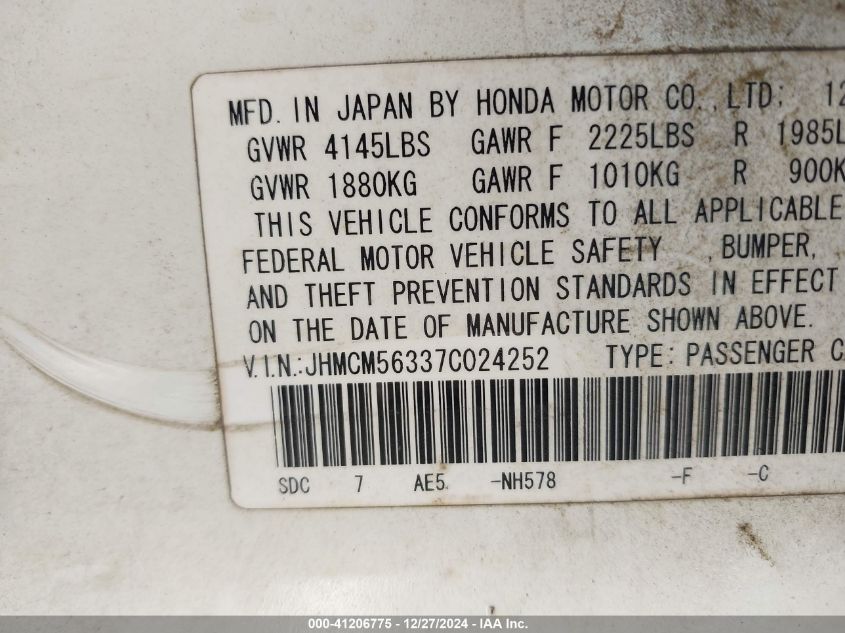 MFD. IN JAPAN BY HONDA MOTOR CO., LTD; 12
GVWR 4145LBS GAWR F 2225LBS R 1985L
GVWR 1880KG GAWR F 1010KG R 900K
THIS VEHICLE CONFORMS TO ALL APPLICABLE
FEDERAL MOTOR VEHICLE SAFETY , BUMPER,
AND THEFT PREVENTION STANDARDS IN EFFECT
ON THE DATE OF MANUFACTURE SHOWN ABOVE.
V.I.N.:JHMCM56337C024252 TYPE: PASSENGER C
SDC 7 AE5 -NH578 -F -C
000-41206775 - 12/27/2024 - IAA Inc.